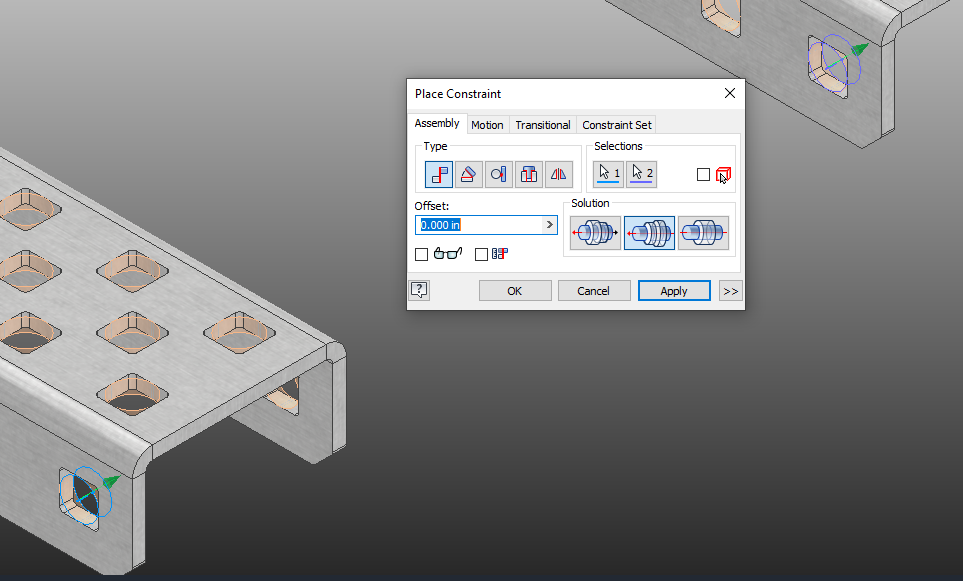 Place Constraint
Assembly Motion Transitional Constraint Set
Type
Selections
1 2
Offset:
0.000 in >
Solution
? OK Cancel Apply >>